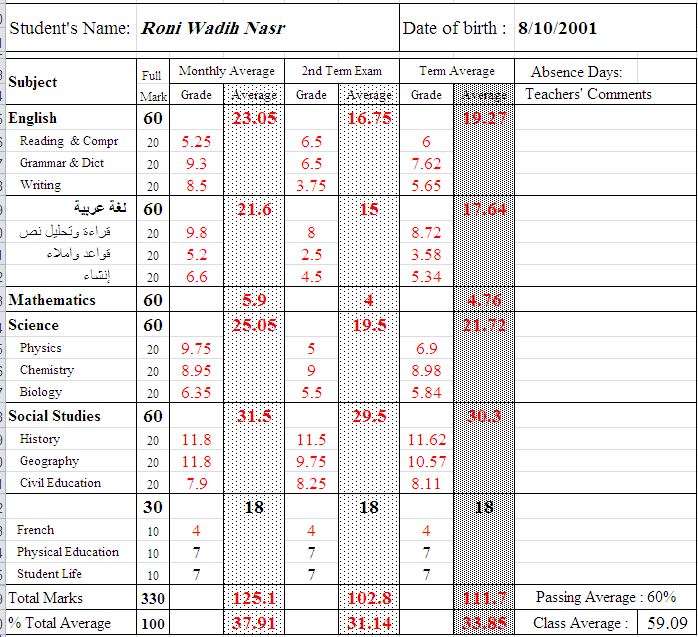 Student's Name: Roni Wadih Nasr Date of birth : 8/10/2001
Subject Full Mark Monthly Average 2nd Term Exam Term Average Absence Days:
Grade Average Grade Average Grade Average Teachers' Comments
English 60 23.05 16.75 19.27
Reading & Compr 20 5.25 6.5 6
Grammar & Dict 20 9.3 6.5 7.62
Writing 20 8.5 3.75 5.65
لغة عربية 60 21.6 15 17.64
قراءة وتحليل نص 20 9.8 8 8.72
قواعد واملاء 20 5.2 2.5 3.58
إنشاء 20 6.6 4.5 5.34
Mathematics 60 5.9 4 4.76
Science 60 25.05 19.5 21.72
Physics 20 9.75 5 6.9
Chemistry 20 8.95 9 8.98
Biology 20 6.35 5.5 5.84
Social Studies 60 31.5 29.5 30.3
History 20 11.8 11.5 11.62
Geography 20 11.8 9.75 10.57
Civil Education 20 7.9 8.25 8.11
30 18 18 18
French 10 4 4 4
Physical Education 10 7 7 7
Student Life 10 7 7 7
Total Marks 330 125.1 102.8 111.7 Passing Average : 60%
% Total Average 100 37.91 31.14 33.85 Class Average : 59.09